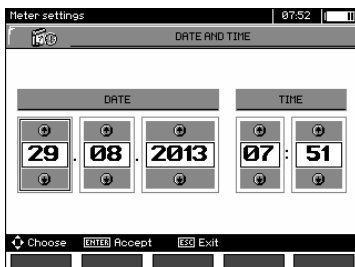 Meter settings 07:52
DATE AND TIME
DATE TIME
29 . 08 . 2013 07 : 51
Choose ENTER Accept ESC Exit